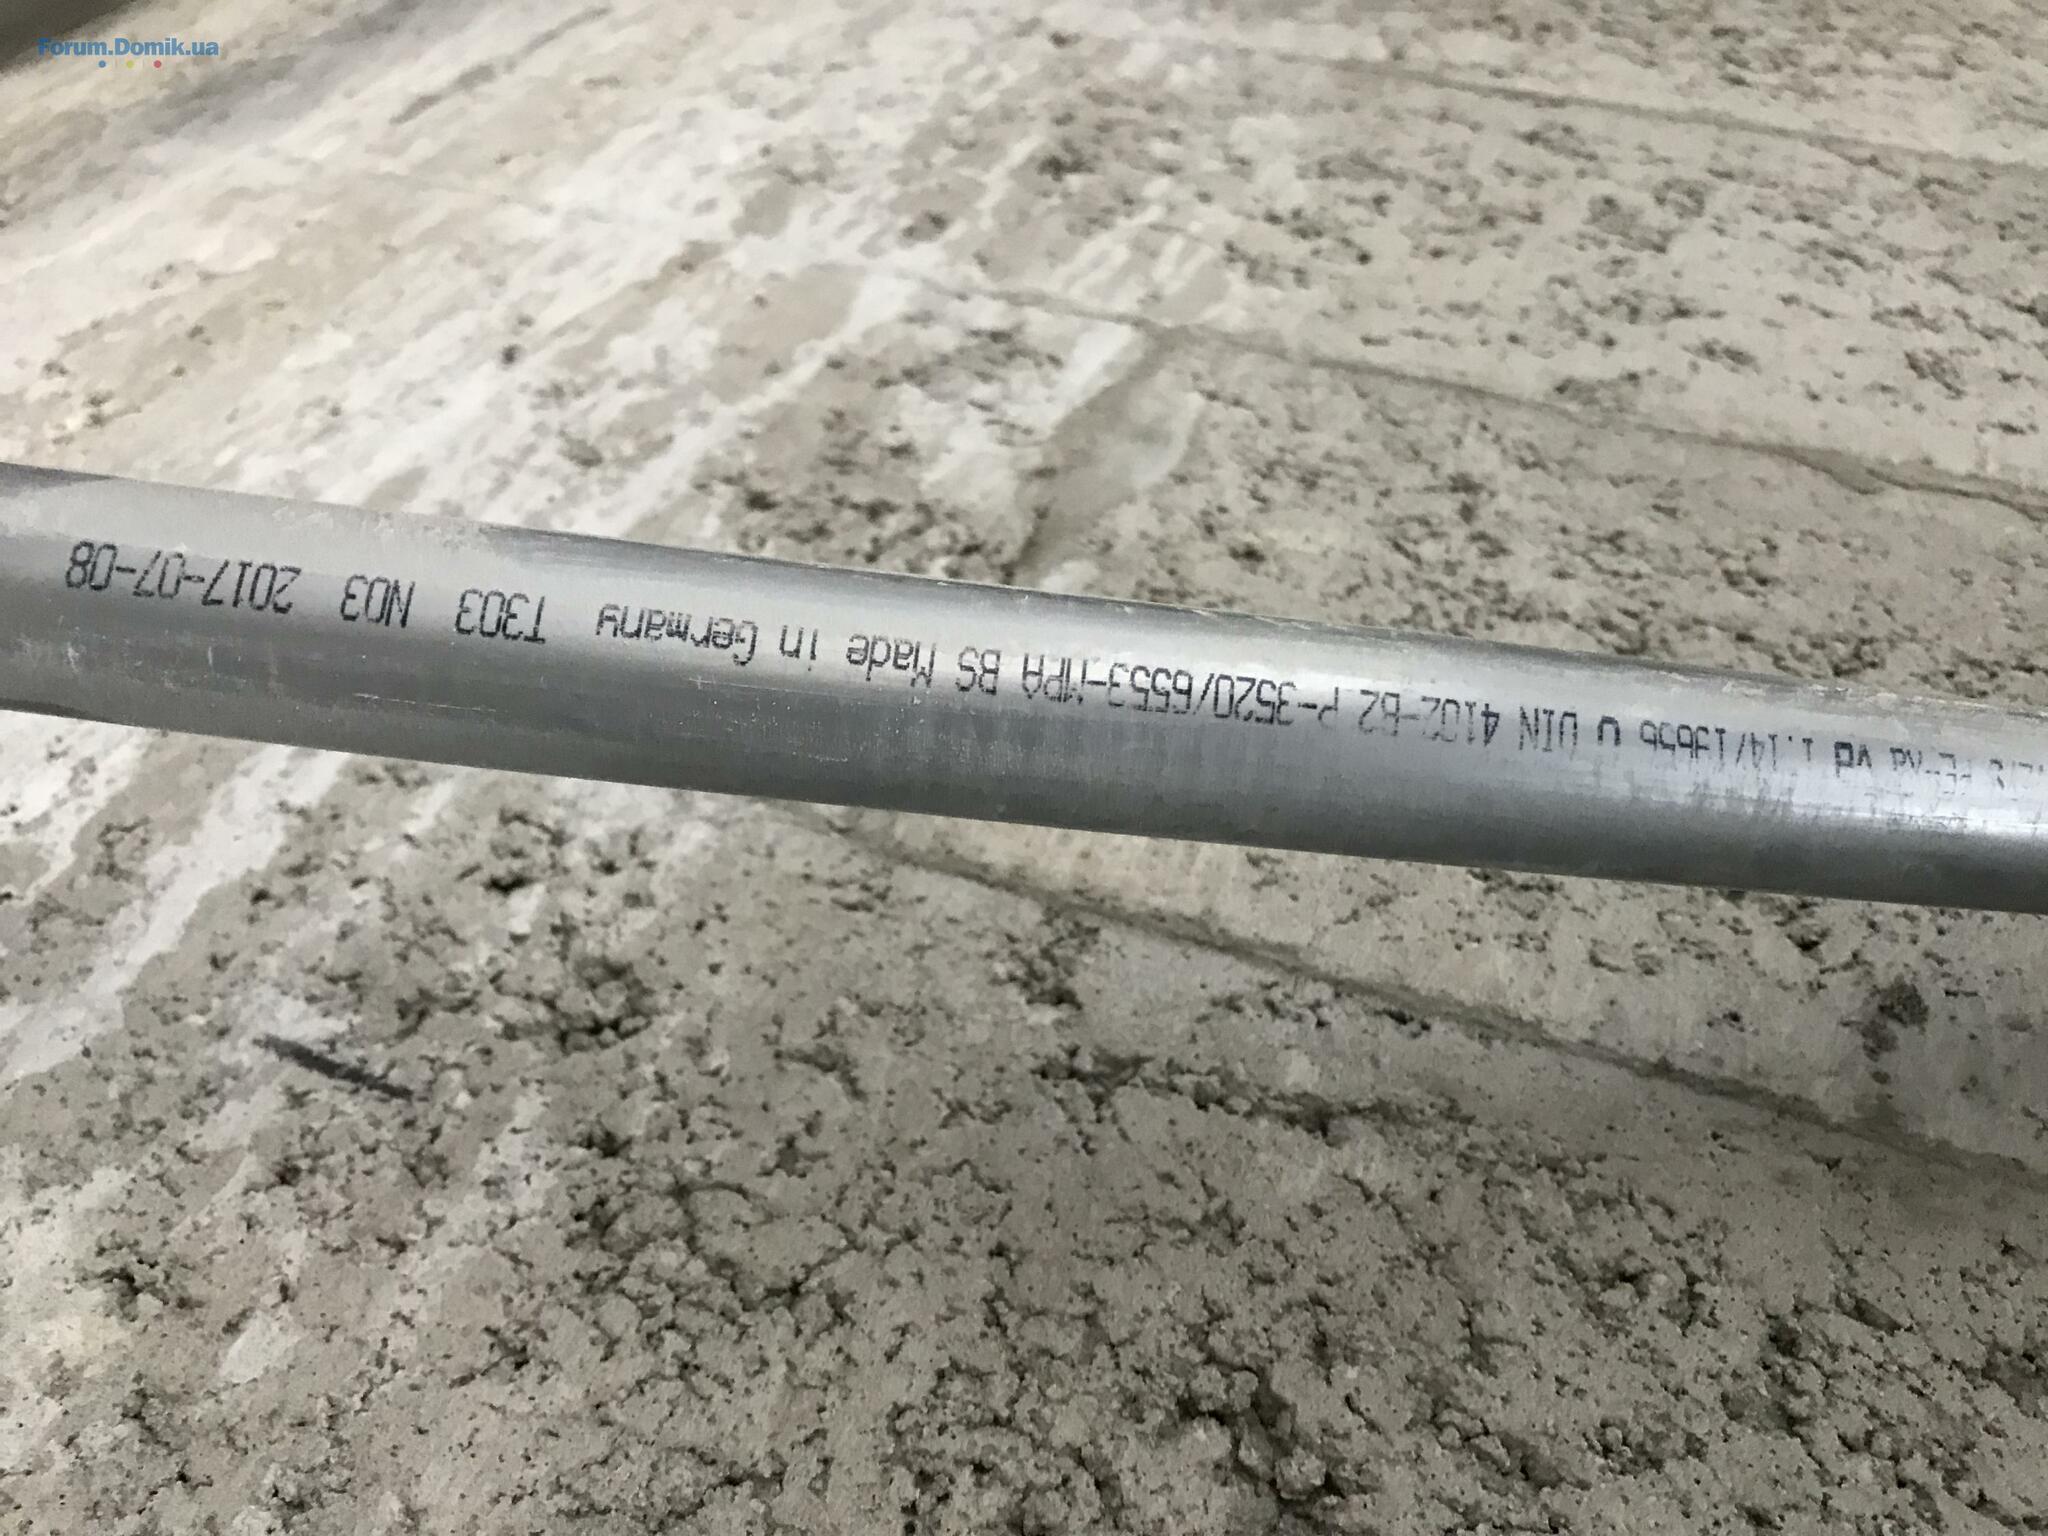 Forum.Domik.ua
DIN 4102-B2 P-3520/6553-MPA BS Made in Germany T303 N03 2017-07-08